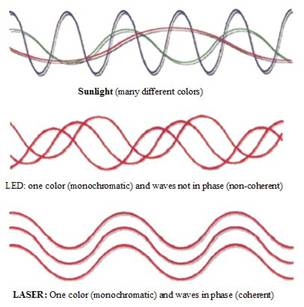 Sunlight (many different colors)
LED: one color (monochromatic) and waves not in phase (non-coherent)
LASER: One color (monochromatic) and waves in phase (coherent)